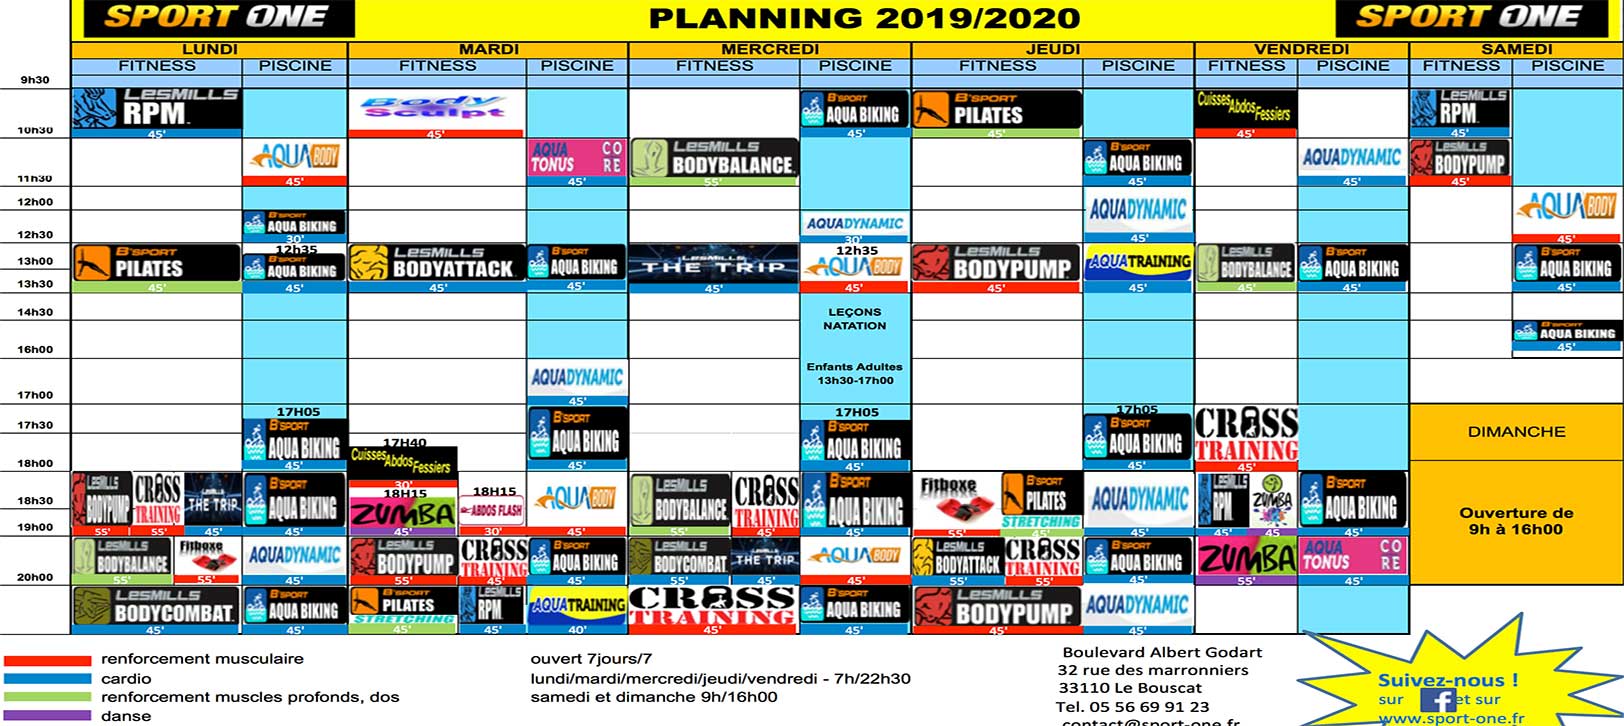 SPORT ONE PLANNING 2019/2020 SPORT ONE
LUNDI MARDI MERCREDI JEUDI VENDREDI SAMEDI
FITNESS PISCINE FITNESS PISCINE FITNESS PISCINE FITNESS PISCINE FITNESS PISCINE FITNESS PISCINE
9h30
LesMills RPM Body Sculpt B'SPORT AQUA BIKING B'SPORT PILATES Cuisses Abdos Fessiers LesMills RPM
10h30 45' 45' 45' 45' 45' 45'
AQUA BODY AQUA TONUS CORE LesMills BODYBALANCE B'SPORT AQUA BIKING AQUADYNAMIC LesMills BODYPUMP
11h30 45' 45' 55' 45' 45' 45'
12h00 B'SPORT AQUA BIKING AQUADYNAMIC AQUADYNAMIC AQUA BODY
12h30 30' 30' 45' 45'
12h35 12h35
13h00 B'SPORT PILATES B'SPORT AQUA BIKING LesMills BODYATTACK B'SPORT AQUA BIKING LesMills THE TRIP AQUA BODY LesMills BODYPUMP AQUATRAINING LesMills BODYBALANCE B'SPORT AQUA BIKING B'SPORT AQUA BIKING
13h30 45' 45' 45' 45' 45' 45' 45' 45' 45' 45' 45'
14h30 LEÇONS
NATATION B'SPORT AQUA BIKING
16h00 45'
Enfants Adultes
13h30-17h00
AQUADYNAMIC
17h00 45'
17H05 17H05 17h05
17h30 B'SPORT AQUA BIKING B'SPORT AQUA BIKING B'SPORT AQUA BIKING B'SPORT AQUA BIKING CROSS TRAINING DIMANCHE
17H40
Cuisses Abdos Fessiers
18h00 45' 45' 45' 45' 45'
30'
18H15 18H15
18h30 LesMills BODYPUMP CROSS TRAINING LesMills THE TRIP B'SPORT AQUA BIKING ZUMBA ABDOS FLASH AQUA BODY LesMills BODYBALANCE CROSS TRAINING B'SPORT AQUA BIKING Fitboxe B'SPORT PILATES STRETCHING AQUADYNAMIC LesMills RPM ZUMBA B'SPORT AQUA BIKING
Ouverture de
9h à 16h00
19h00 55' 55' 45' 45' 45' 30' 45' 55' 45' 45' 55' 45' 45' 45' 45 45'
LesMills BODYBALANCE Fitboxe AQUADYNAMIC LesMills BODYPUMP CROSS TRAINING B'SPORT AQUA BIKING LesMills BODYCOMBAT LesMills THE TRIP AQUA BODY LesMills BODYATTACK CROSS TRAINING B'SPORT AQUA BIKING ZUMBA AQUA TONUS CORE
20h00 55' 55' 45' 55' 45' 45' 55' 45' 45' 55' 55' 45' 55' 45'
LesMills BODYCOMBAT B'SPORT AQUA BIKING B'SPORT PILATES STRETCHING LesMills RPM AQUATRAINING CROSS TRAINING B'SPORT AQUA BIKING LesMills BODYPUMP AQUADYNAMIC
45' 45' 45' 45' 40' 45' 45' 45' 45'
renforcement musculaire
cardio
renforcement muscles profonds, dos
danse
ouvert 7jours/7
lundi/mardi/mercredi/jeudi/vendredi - 7h/22h30
samedi et dimanche 9h/16h00
Boulevard Albert Godart
32 rue des marronniers
33110 Le Bouscat
Tel. 05 56 69 91 23
contact@sport-one.fr
Suivez-nous !
sur f et sur
www.sport-one.fr